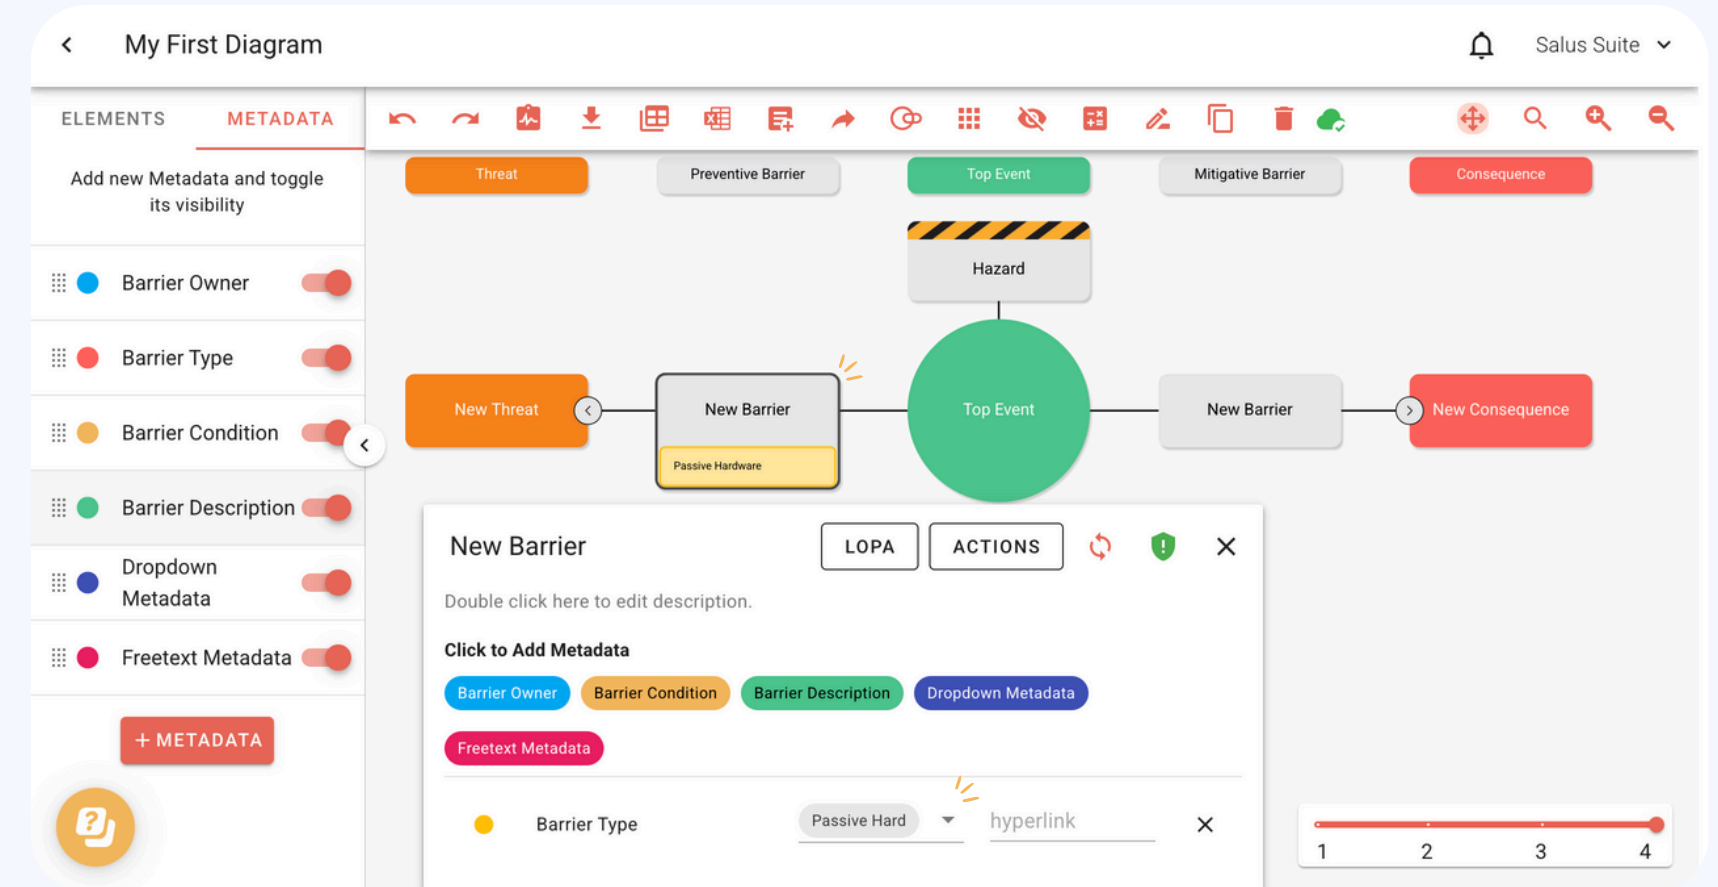 My First Diagram
Salus Suite
ELEMENTS
METADATA
Add new Metadata and toggle
its visibility
Barrier Owner
Barrier Type
Barrier Condition
Barrier Description
Dropdown
Metadata
Freetext Metadata
+ METADATA
Threat
Preventive Barrier
Top Event
Mitigative Barrier
Consequence
Hazard
New Threat
New Barrier
Passive Hardware
Top Event
New Barrier
New Consequence
New Barrier
LOPA
ACTIONS
Double click here to edit description.
Click to Add Metadata
Barrier Owner
Barrier Condition
Barrier Description
Dropdown Metadata
Freetext Metadata
Barrier Type
Passive Hard
hyperlink
1 2 3 4